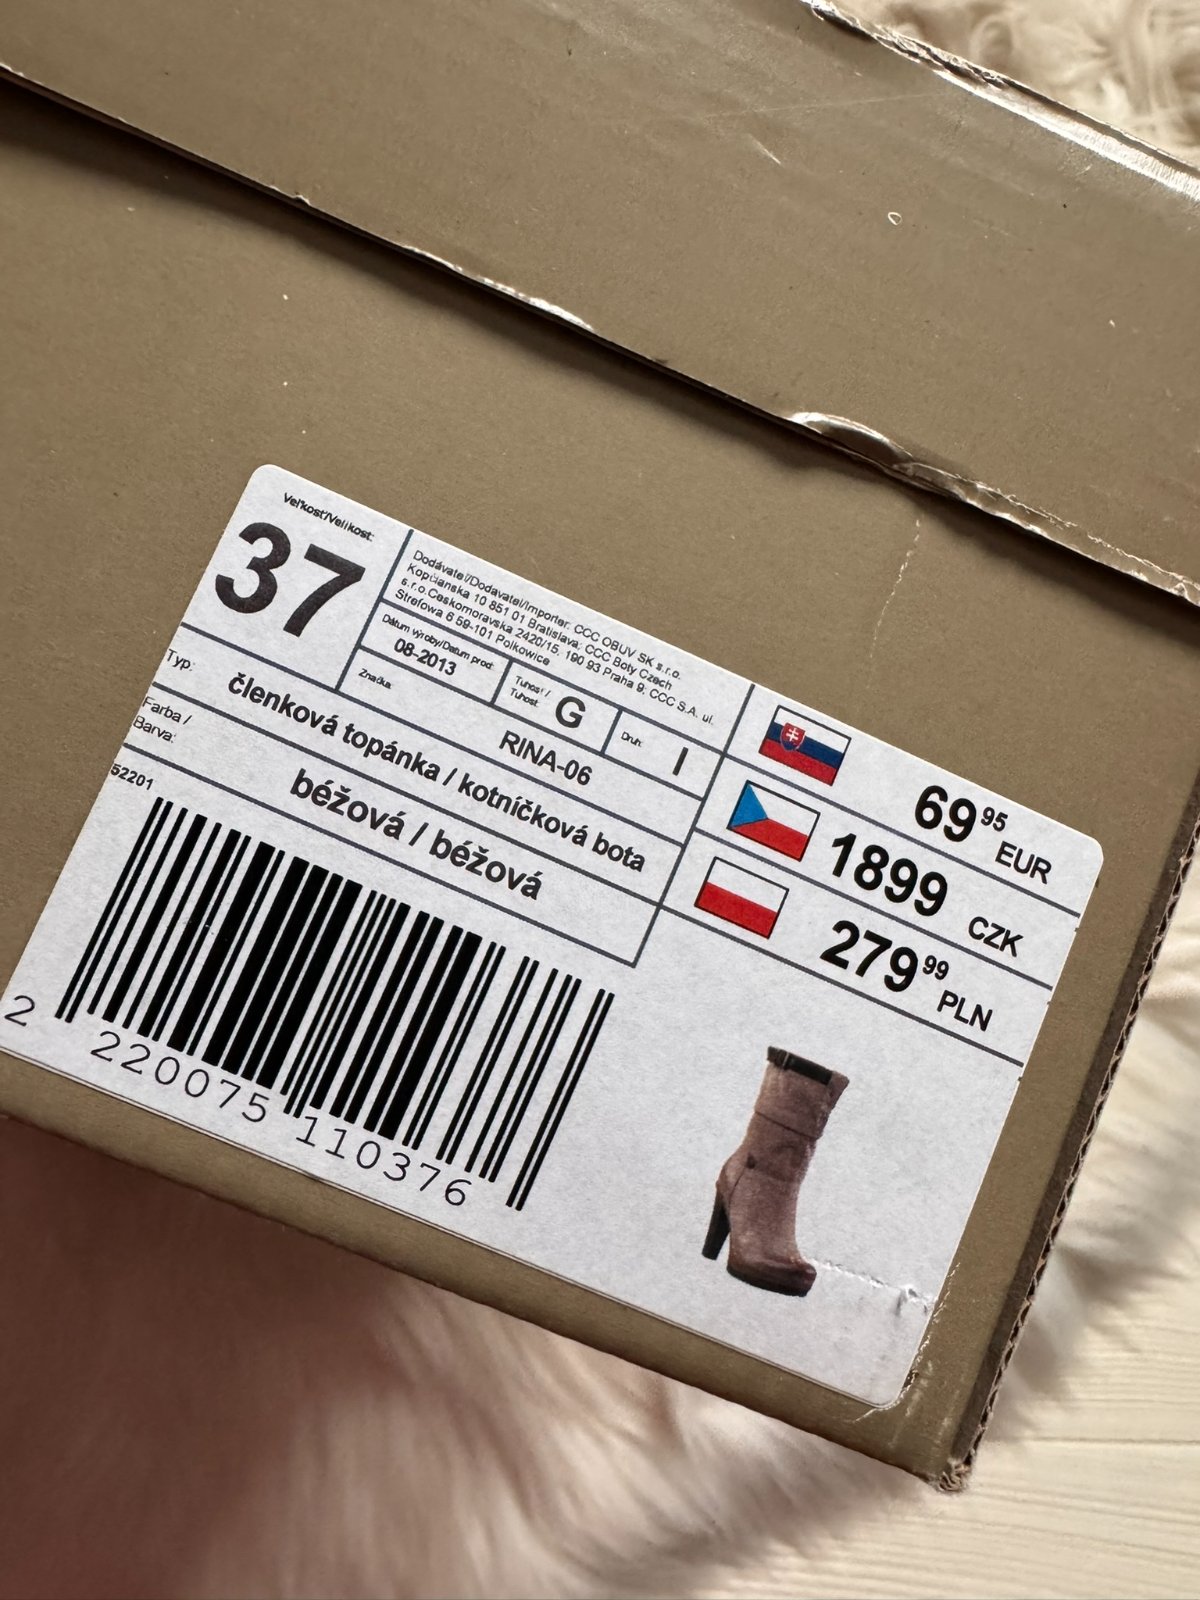 Veľkosť/Velikost:
37
Dodávateľ/Dodavatel/Importer: CCC OBUV SK s.r.o.
Kopčianska 10 851 01 Bratislava; CCC Boty Czech
s.r.o.Ceskomoravska 2420/15, 190 93 Praha 9; CCC S.A. ul.
Strefowa 6 59-101 Polkowice
Dátum výroby/Datum prod:
08-2013
Tuhosť /
Tuhost:
G
Druh:
I
Značka:
RINA-06
Typ:
členková topánka / kotníčková bota
Farba /
Barva:
béžová / béžová
52201
2 220075 110376
69 95 EUR
1899 CZK
279 99 PLN